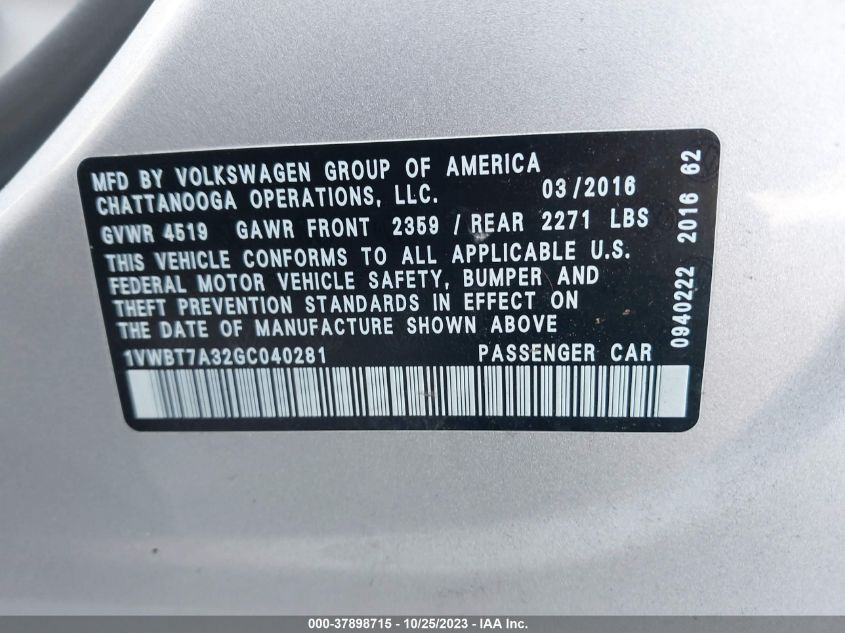 MFD BY VOLKSWAGEN GROUP OF AMERICA
CHATTANOOGA OPERATIONS, LLC. 03/2016
GVWR 4519 GAWR FRONT 2359 / REAR 2271 LBS
THIS VEHICLE CONFORMS TO ALL APPLICABLE U.S.
FEDERAL MOTOR VEHICLE SAFETY, BUMPER AND
THEFT PREVENTION STANDARDS IN EFFECT ON
THE DATE OF MANUFACTURE SHOWN ABOVE
1VWBT7A32GC040281 PASSENGER CAR
0940222 2016 62
000-37898715 - 10/25/2023 - IAA Inc.